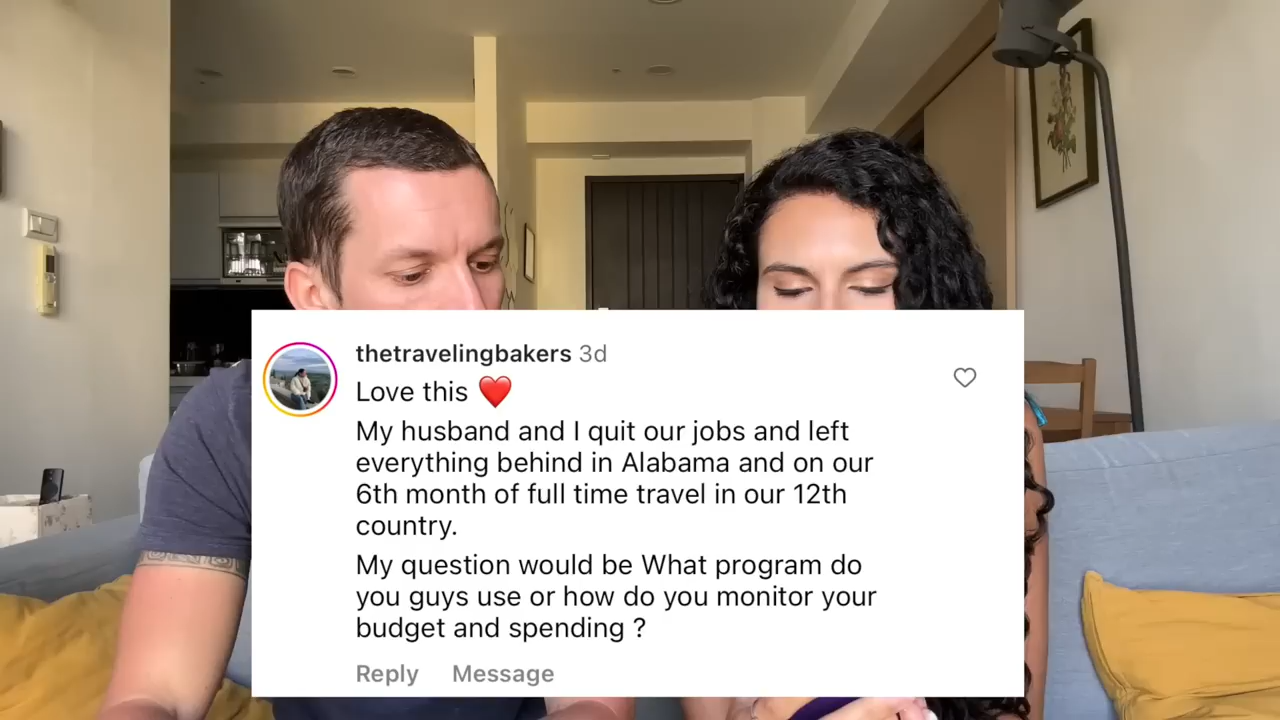 thetravelingbakers 3d
Love this ❤️
My husband and I quit our jobs and left
everything behind in Alabama and on our
6th month of full time travel in our 12th
country.
My question would be What program do
you guys use or how do you monitor your
budget and spending ?
Reply Message